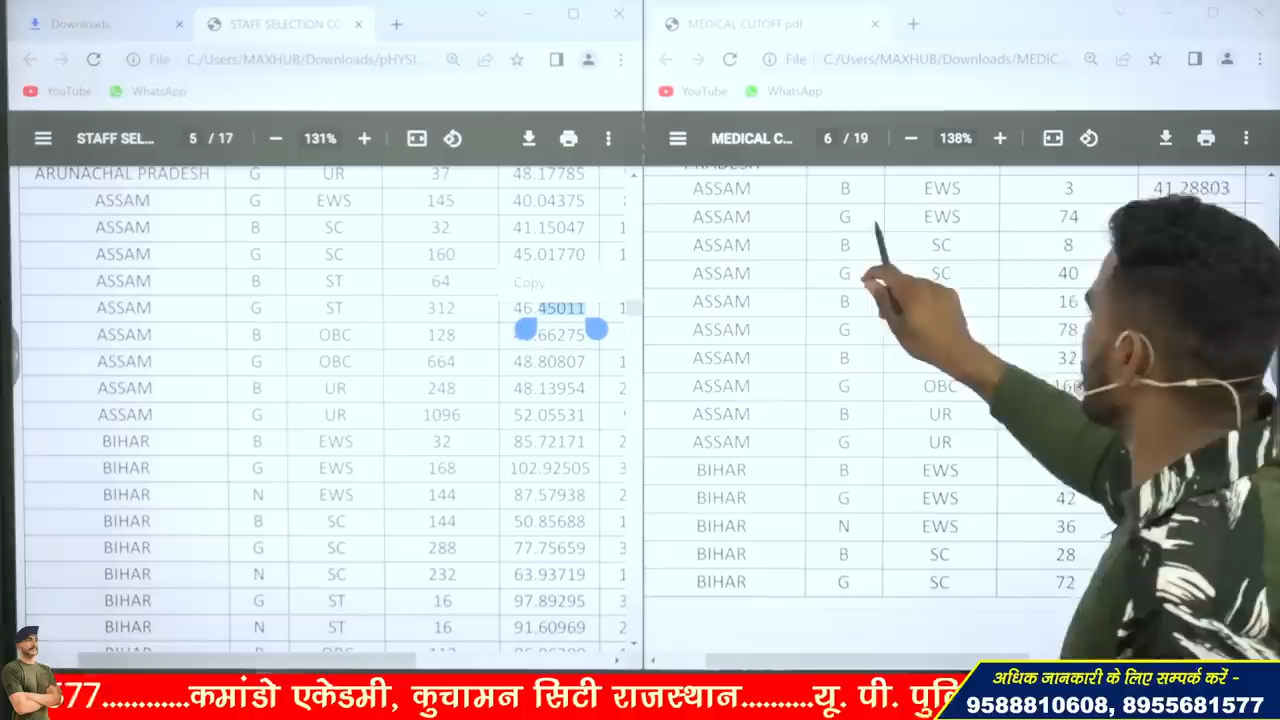 Downloads
STAFF SELECTION CO
MEDICAL CUTOFF.pdf
File C:/Users/MAXHUB/Downloads/pHYSI...
File C:/Users/MAXHUB/Downloads/MEDIC...
YouTube WhatsApp
YouTube WhatsApp
STAFF SEL... 5 / 17 131%
MEDICAL C... 6 / 19 138%
ARUNACHAL PRADESH G UR 37 48.17785
ASSAM G EWS 145 40.04375
ASSAM B SC 32 41.15047 1
ASSAM G SC 160 45.01770 1
ASSAM B ST 64
Copy
ASSAM G ST 312 46.45011 1
ASSAM B OBC 128 .66275
ASSAM G OBC 664 48.80807 1
ASSAM B UR 248 48.13954 2
ASSAM G UR 1096 52.05531
BIHAR B EWS 32 85.72171 2
BIHAR G EWS 168 102.92505 3
BIHAR N EWS 144 87.57938 2
BIHAR B SC 144 50.85688 1
BIHAR G SC 288 77.75659 3
BIHAR N SC 232 63.93719 1
BIHAR G ST 16 97.89295 3
BIHAR N ST 16 91.60969 2
ASSAM B EWS 3 41.28803
ASSAM G EWS 74
ASSAM B SC 8
ASSAM G SC 40
ASSAM B 16
ASSAM G 78
ASSAM B 32
ASSAM G OBC 166
ASSAM B UR
ASSAM G UR
BIHAR B EWS
BIHAR G EWS 42
BIHAR N EWS 36
BIHAR B SC 28
BIHAR G SC 72
577............कमांडो एकेडमी, कुचामन सिटी राजस्थान..........यू. पी. पुलि
अधिक जानकारी के लिए सम्पर्क करें -
9588810608, 8955681577